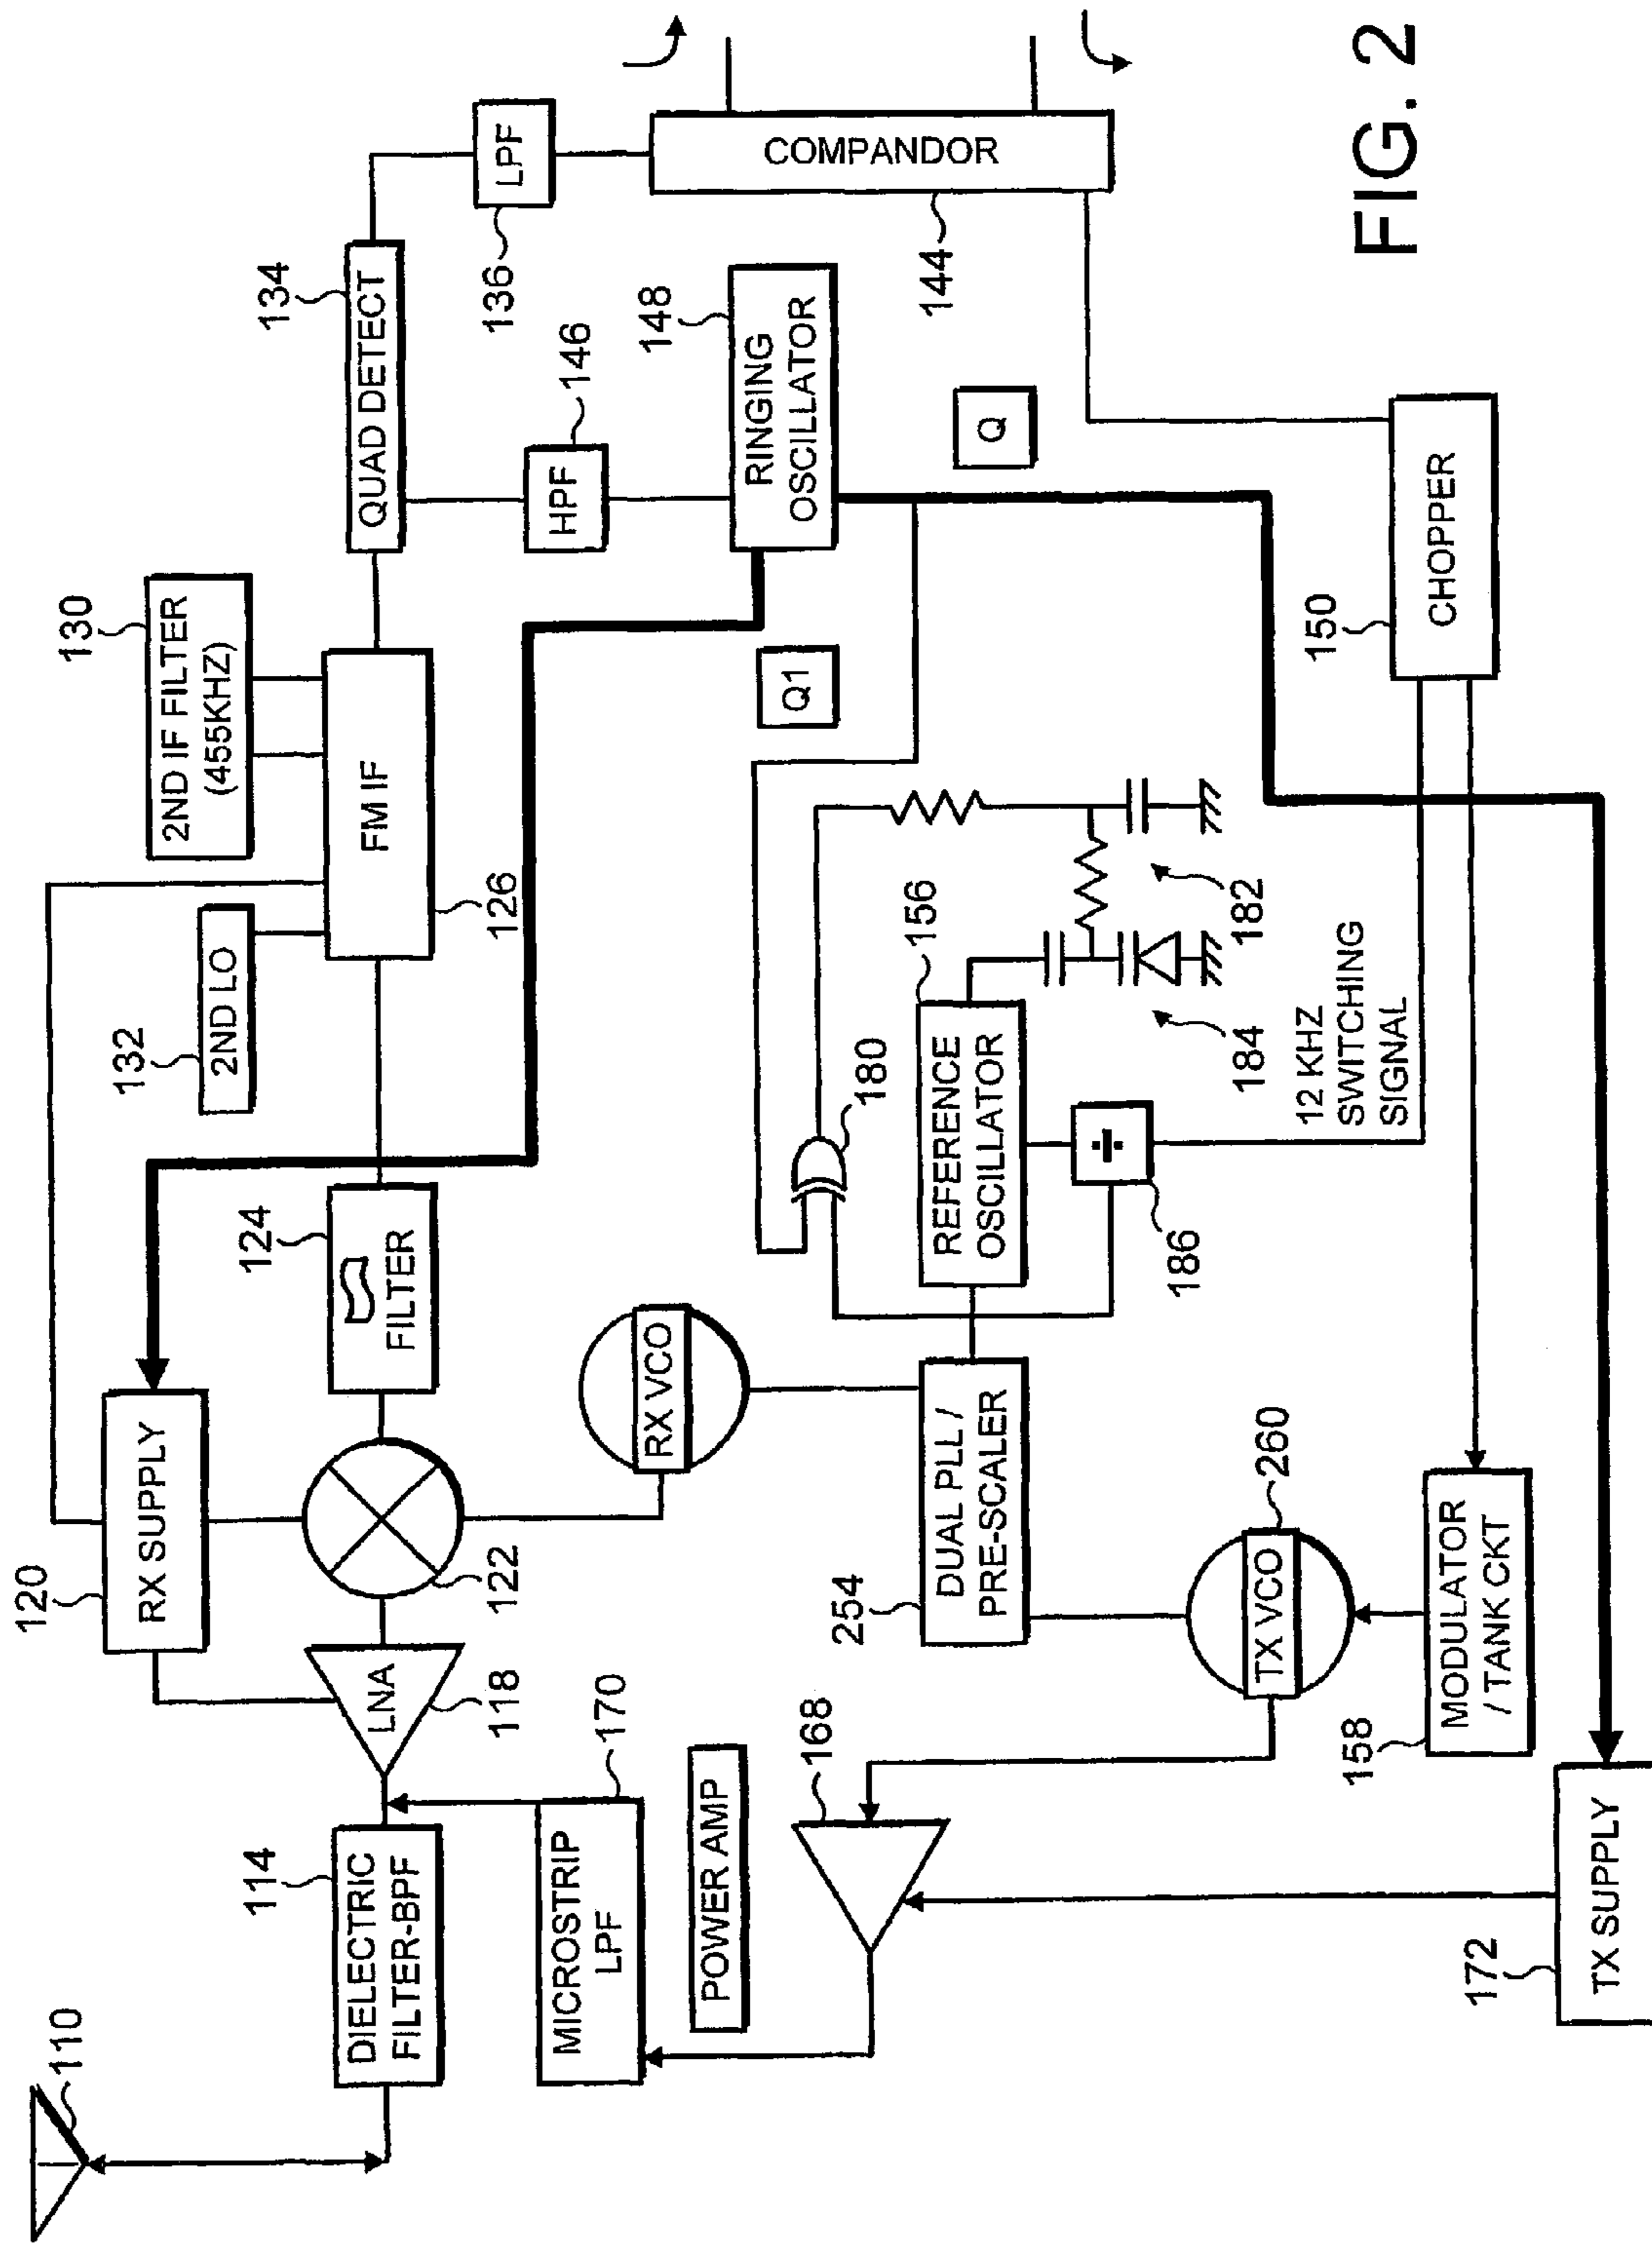 110
114
DIELECTRIC
FILTER-BPF
LNA
118
120
RX SUPPLY
122
124
FILTER
132
2ND LO
130
2ND IF FILTER
(455KHZ)
FM IF
126
134
QUAD DETECT
LPF
136
HPF
146
148
RINGING
OSCILLATOR
COMPANDOR
144
MICROSTRIP
LPF
170
POWER AMP
168
RX VCO
254
DUAL PLL /
PRE-SCALER
TX VCO
260
180
REFERENCE
OSCILLATOR
156
÷
186
184
182
Q1
Q
12 KHZ
SWITCHING
SIGNAL
150
CHOPPER
158
MODULATOR
/ TANK CKT
172
TX SUPPLY
FIG. 2